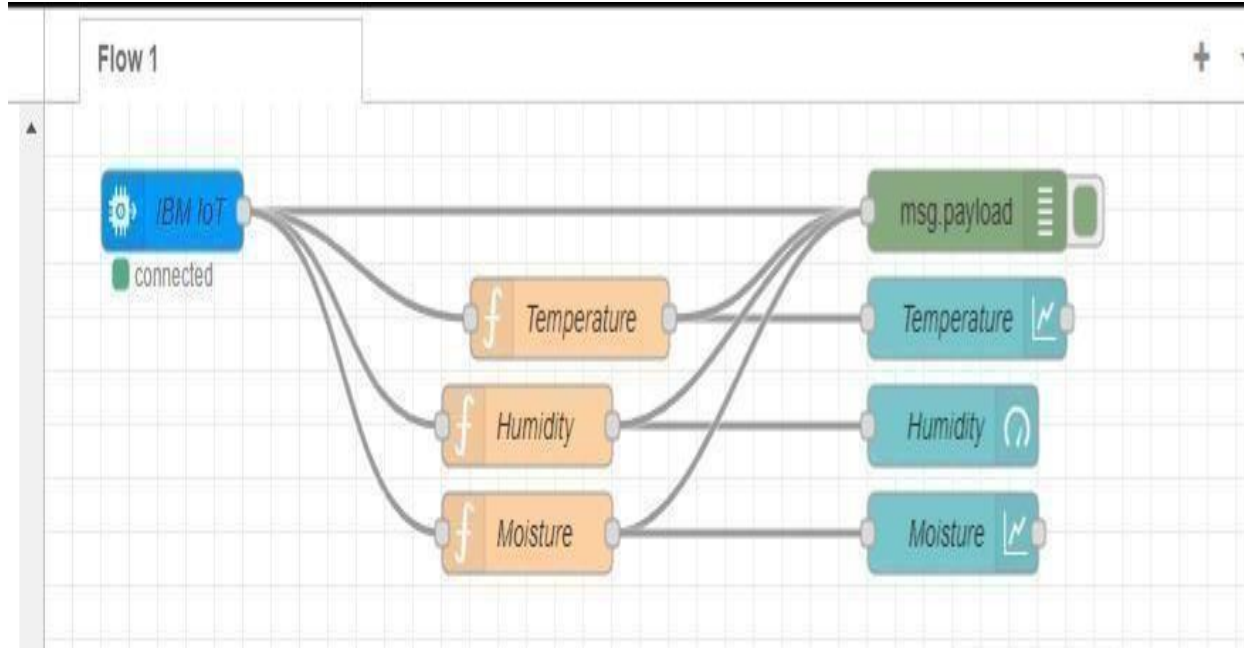 Flow 1
IBM IoT
connected
msg.payload
Temperature
Temperature
Humidity
Humidity
Moisture
Moisture